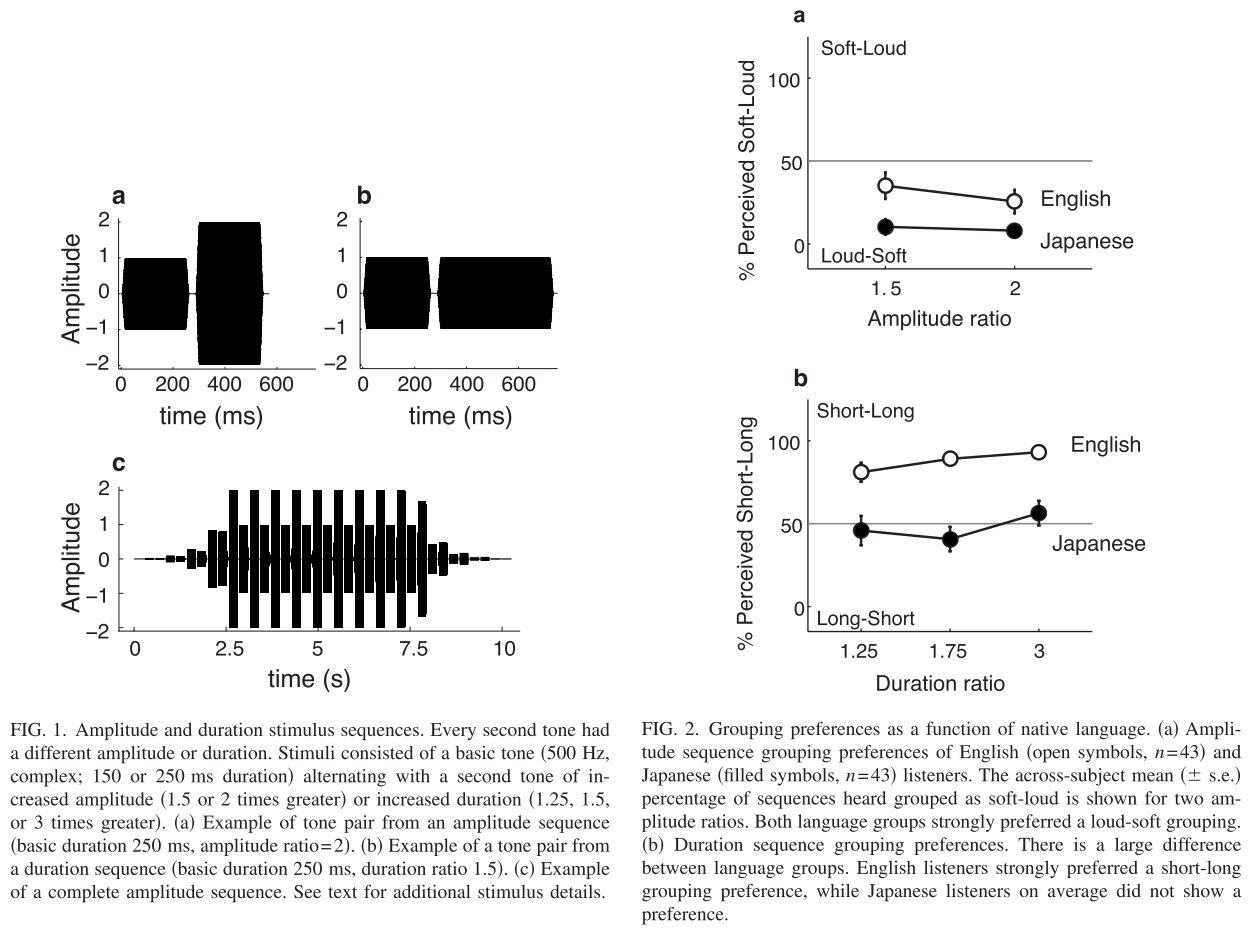 a
b
Amplitude
2
1
0
−1
−2
0 200 400 600
time (ms)
2
1
0
−1
−2
0 200 400 600
time (ms)
c
Amplitude
2
1
0
−1
−2
0 2.5 5 7.5 10
time (s)
FIG. 1. Amplitude and duration stimulus sequences. Every second tone had
a different amplitude or duration. Stimuli consisted of a basic tone (500 Hz,
complex; 150 or 250 ms duration) alternating with a second tone of in-
creased amplitude (1.5 or 2 times greater) or increased duration (1.25, 1.5,
or 3 times greater). (a) Example of tone pair from an amplitude sequence
(basic duration 250 ms, amplitude ratio=2). (b) Example of a tone pair from
a duration sequence (basic duration 250 ms, duration ratio 1.5). (c) Example
of a complete amplitude sequence. See text for additional stimulus details.
a
% Perceived Soft-Loud
Soft-Loud
100
50
0
English
Japanese
Loud-Soft
1.5 2
Amplitude ratio
b
% Perceived Short-Long
Short-Long
100
50
0
English
Japanese
Long-Short
1.25 1.75 3
Duration ratio
FIG. 2. Grouping preferences as a function of native language. (a) Ampli-
tude sequence grouping preferences of English (open symbols, n=43) and
Japanese (filled symbols, n=43) listeners. The across-subject mean (± s.e.)
percentage of sequences heard grouped as soft-loud is shown for two am-
plitude ratios. Both language groups strongly preferred a loud-soft grouping.
(b) Duration sequence grouping preferences. There is a large difference
between language groups. English listeners strongly preferred a short-long
grouping preference, while Japanese listeners on average did not show a
preference.